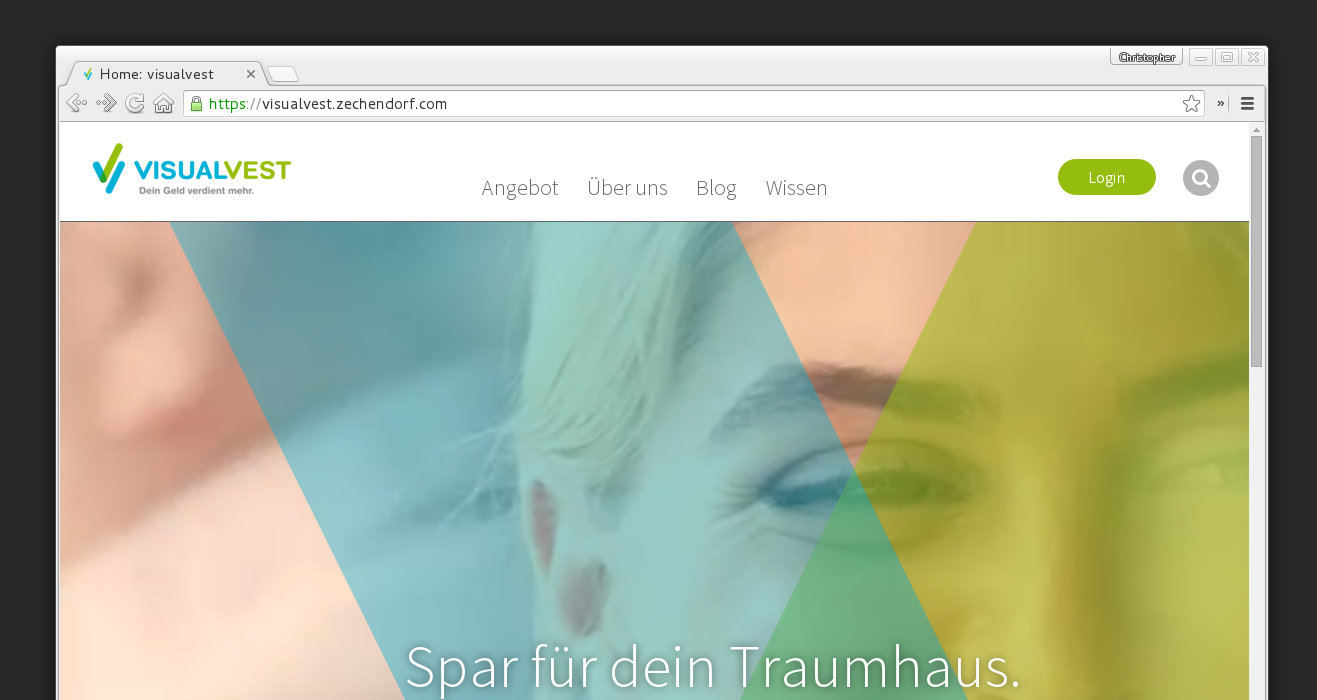 Christopher
Home: visualvest
https://visualvest.zechendorf.com
VISUALVEST
Dein Geld verdient mehr.
Angebot Über uns Blog Wissen
Login
Spar für dein Traumhaus.